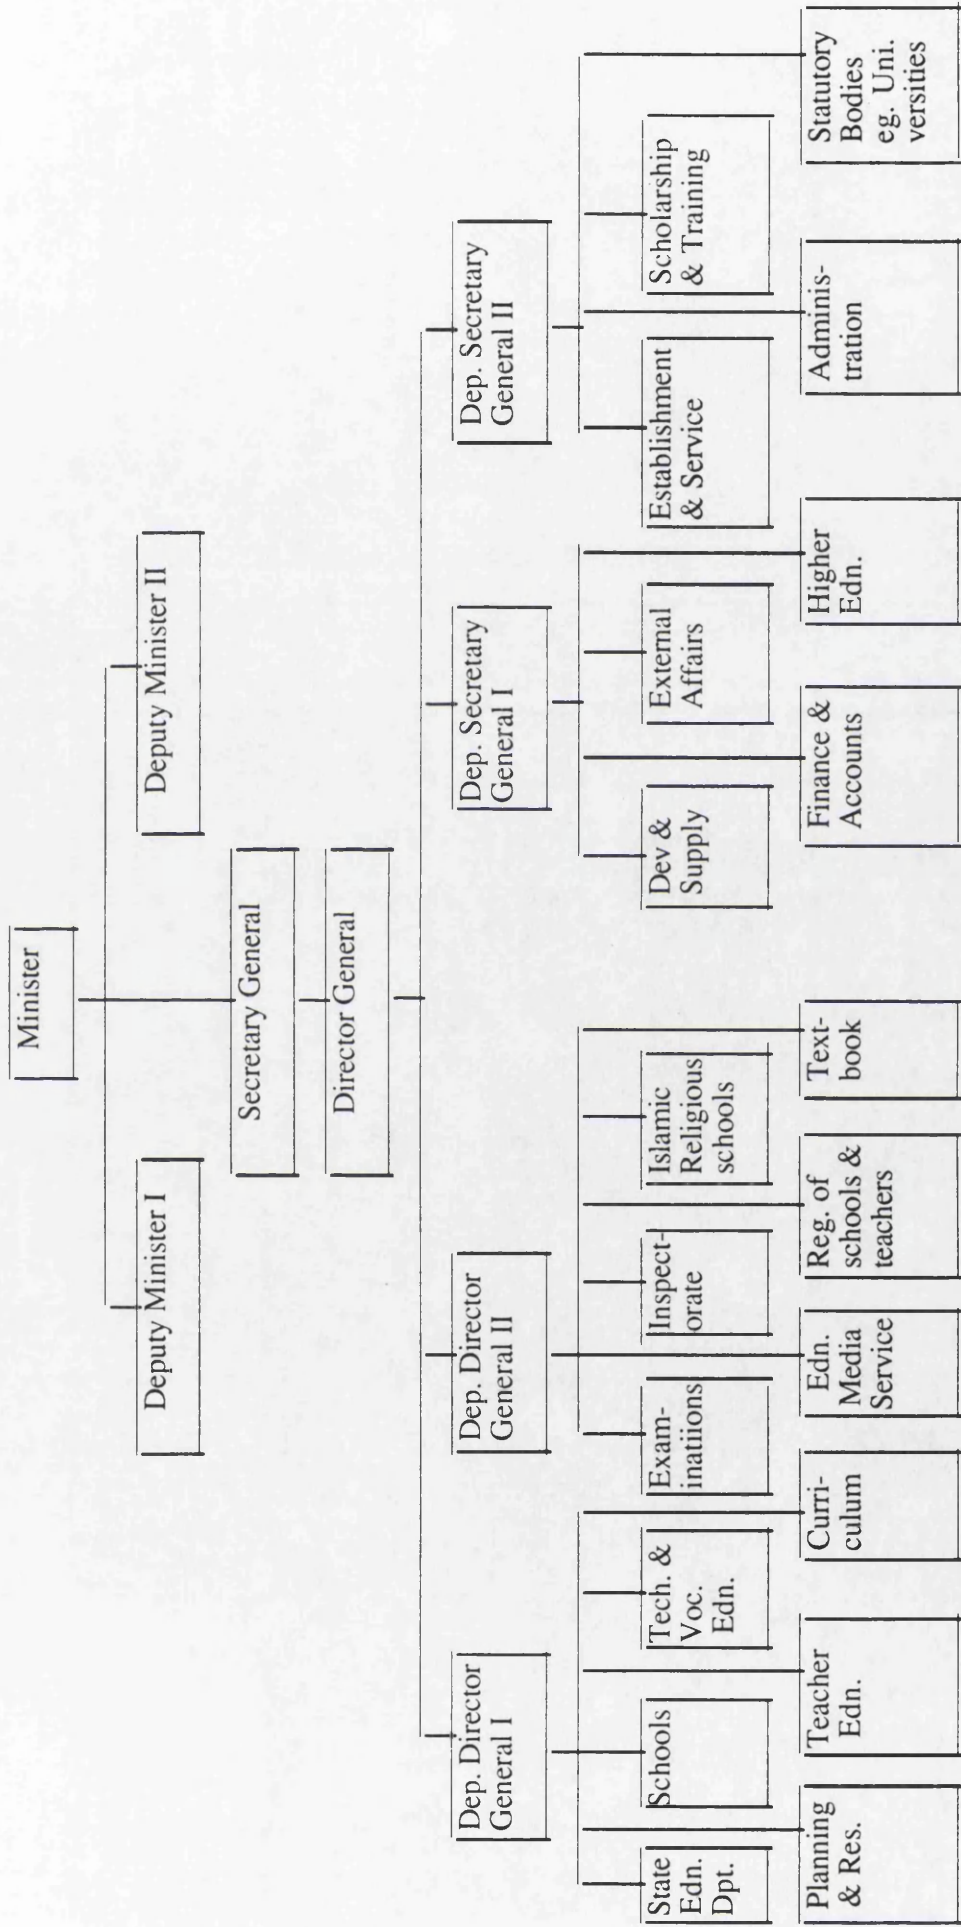 Minister
Deputy Minister I
Deputy Minister II
Secretary General
Director General
Dep. Director
General I
Dep. Director
General II
Dep. Secretary
General I
Dep. Secretary
General II
State
Edn.
Dpt.
Schools
Tech. &
Voc.
Edn.
Exam-
inatiions
Inspect-
orate
Islamic
Religious
schools
Dev &
Supply
External
Affairs
Establishment
& Service
Scholarship
& Training
Planning
& Res.
Teacher
Edn.
Curri-
culum
Edn.
Media
Service
Reg. of
schools &
teachers
Text-
book
Finance &
Accounts
Higher
Edn.
Adminis-
tration
Statutory
Bodies
eg. Uni.
versities